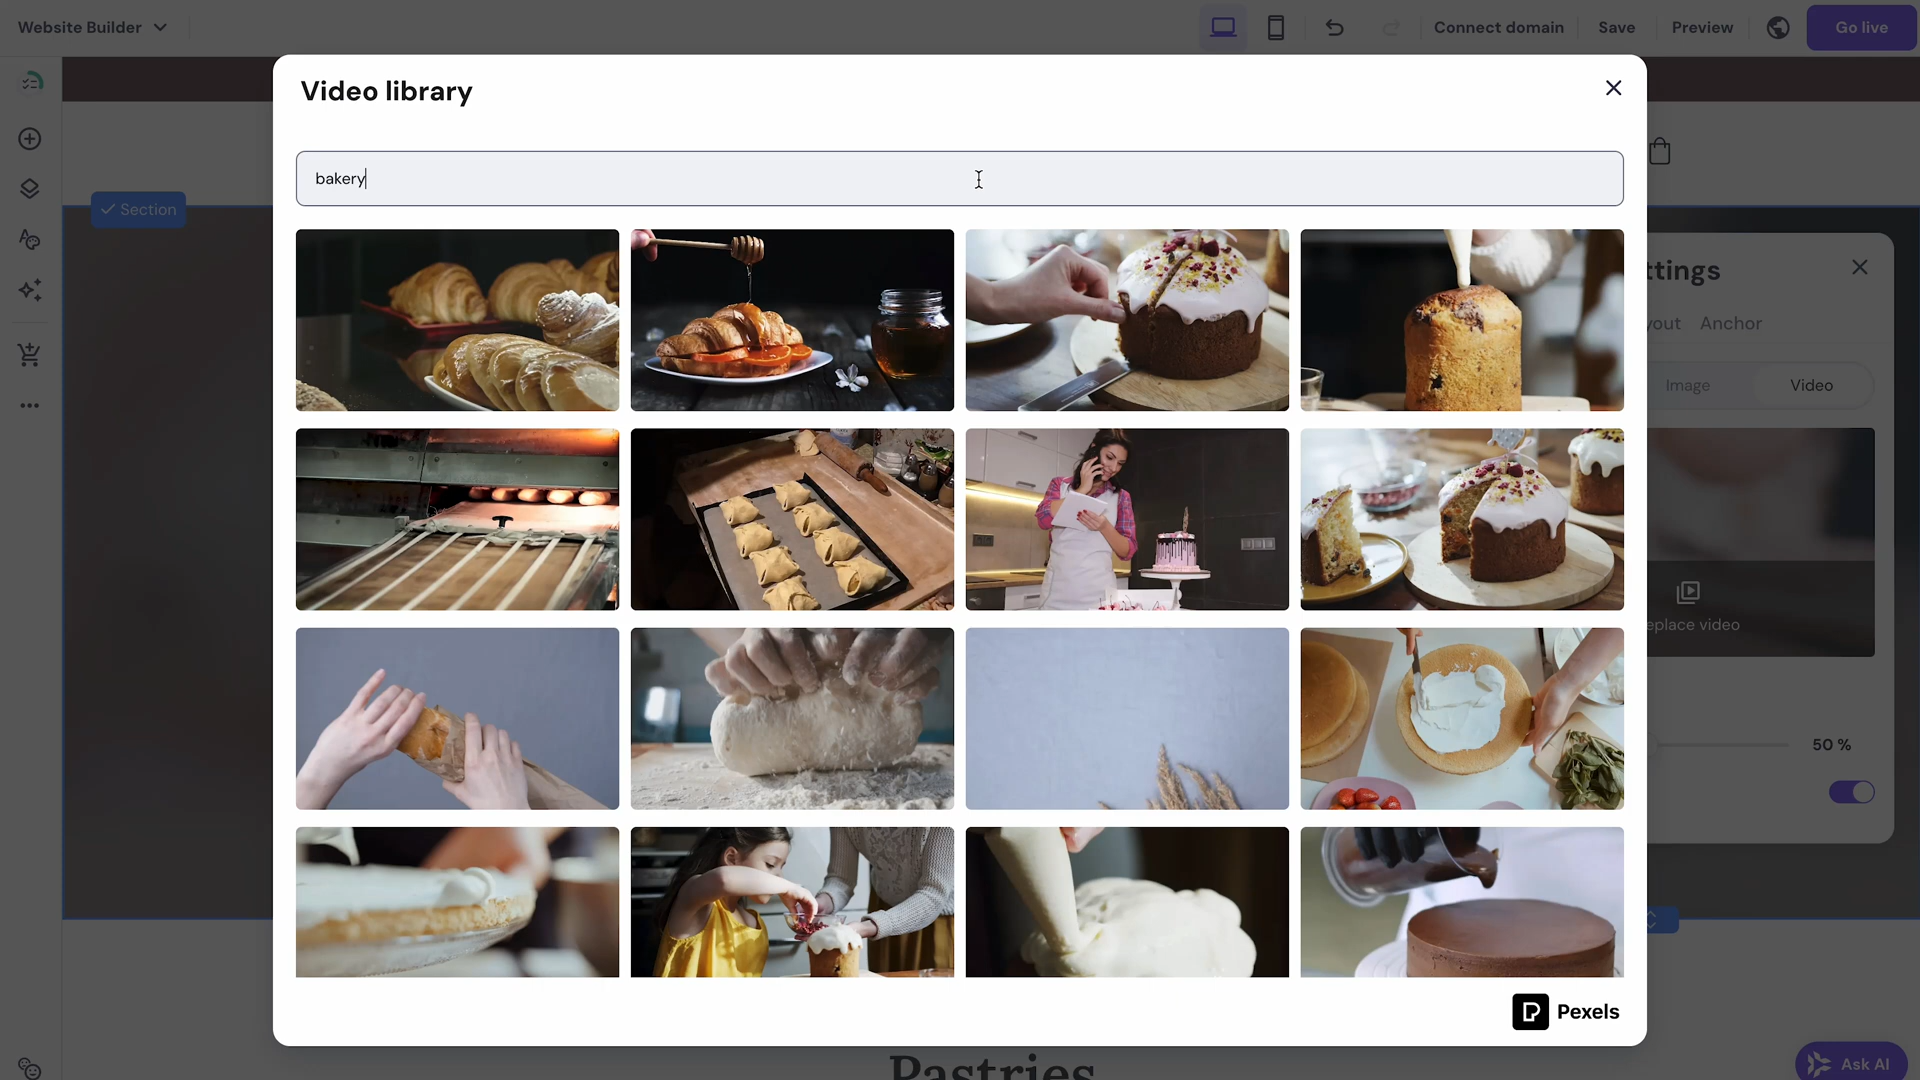 Website Builder
Connect domain
Save
Preview
Go live
Video library
bakery
Section
ttings
yout
Anchor
Image
Video
eplace video
50 %
Pexels
Pastries
Ask AI